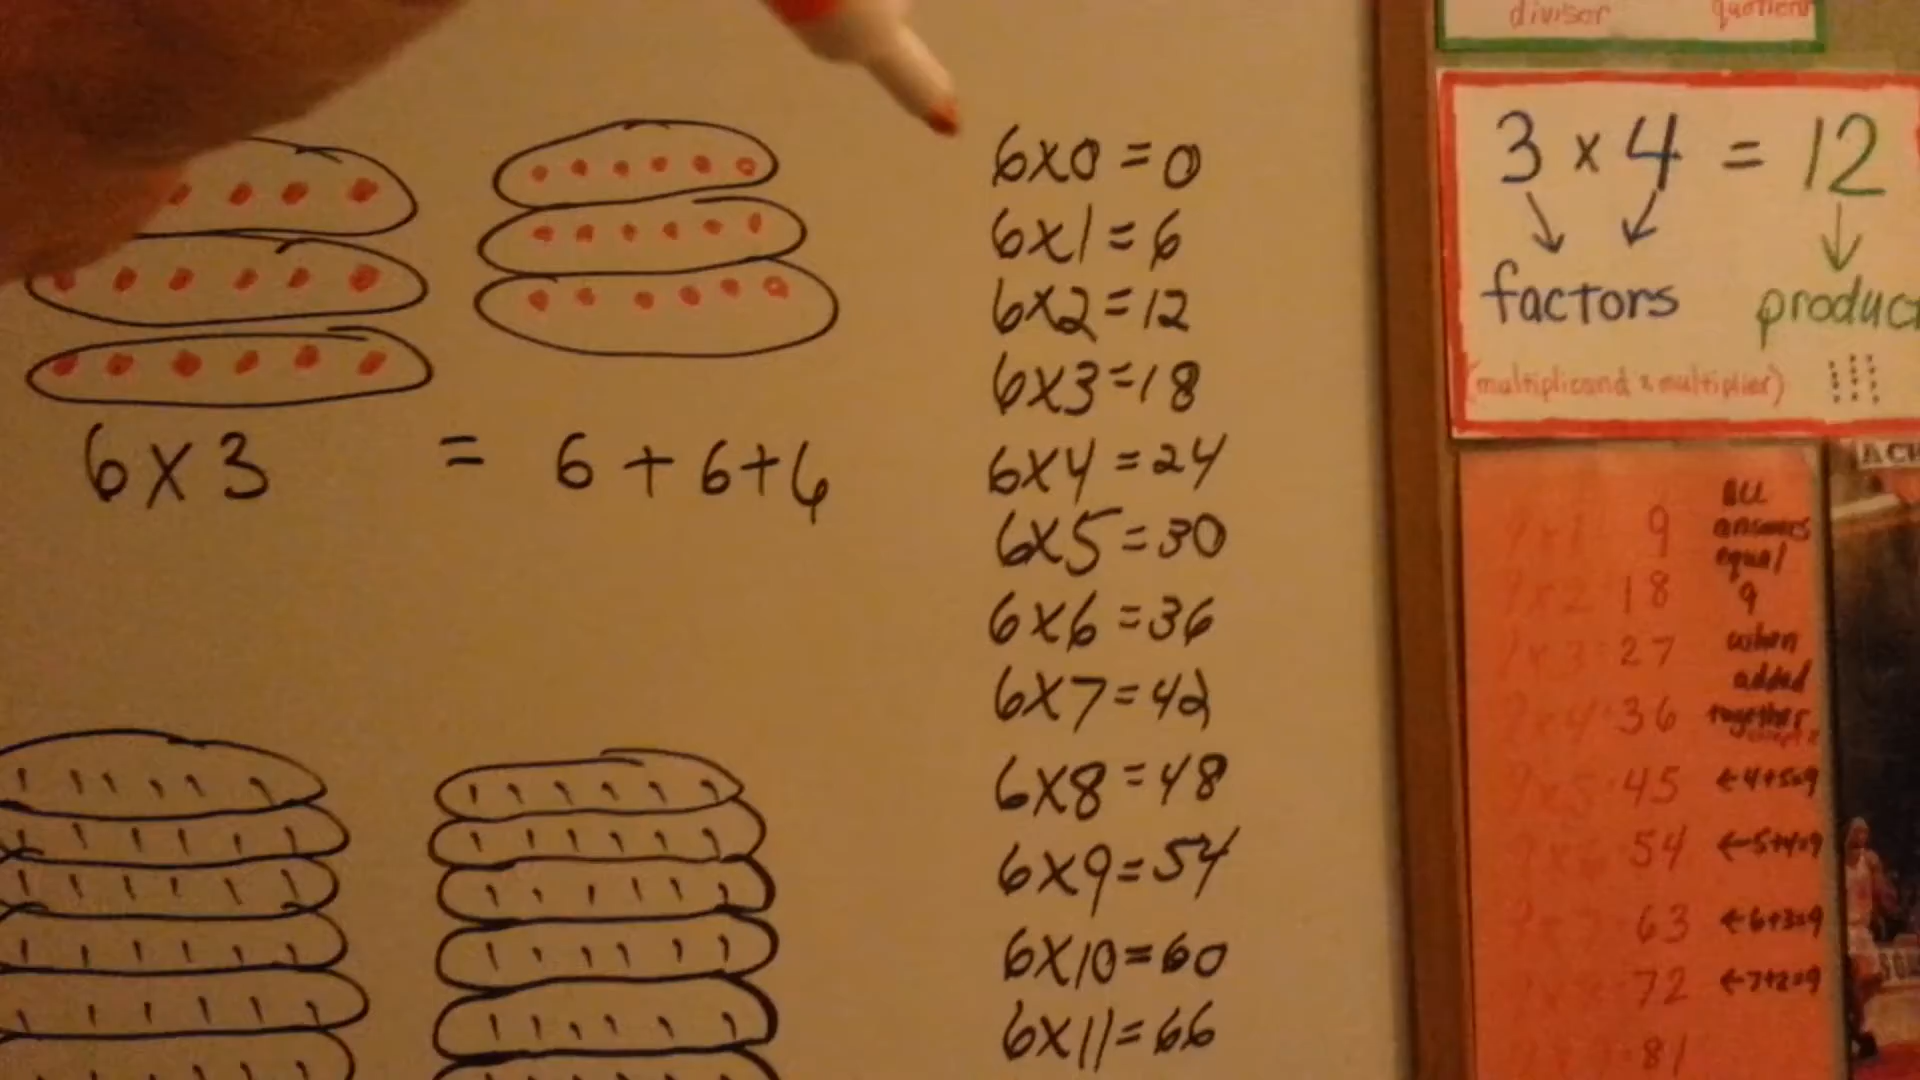 6x3 = 6+6+6
6x0=0
6x1=6
6x2=12
6x3=18
6x4=24
6x5=30
6x6=36
6x7=42
6x8=48
6x9=54
6x10=60
6x11=66
divisor quotient
3 x 4 = 12
factors product
(multiplicand x multiplier)
ALL
9 answers
equal
9x2 18 9
27 when
added
9x4 36 together
45 ←4+5=9
54 ←5+4=9
63 ←6+3=9
72 ←7+2=9
81